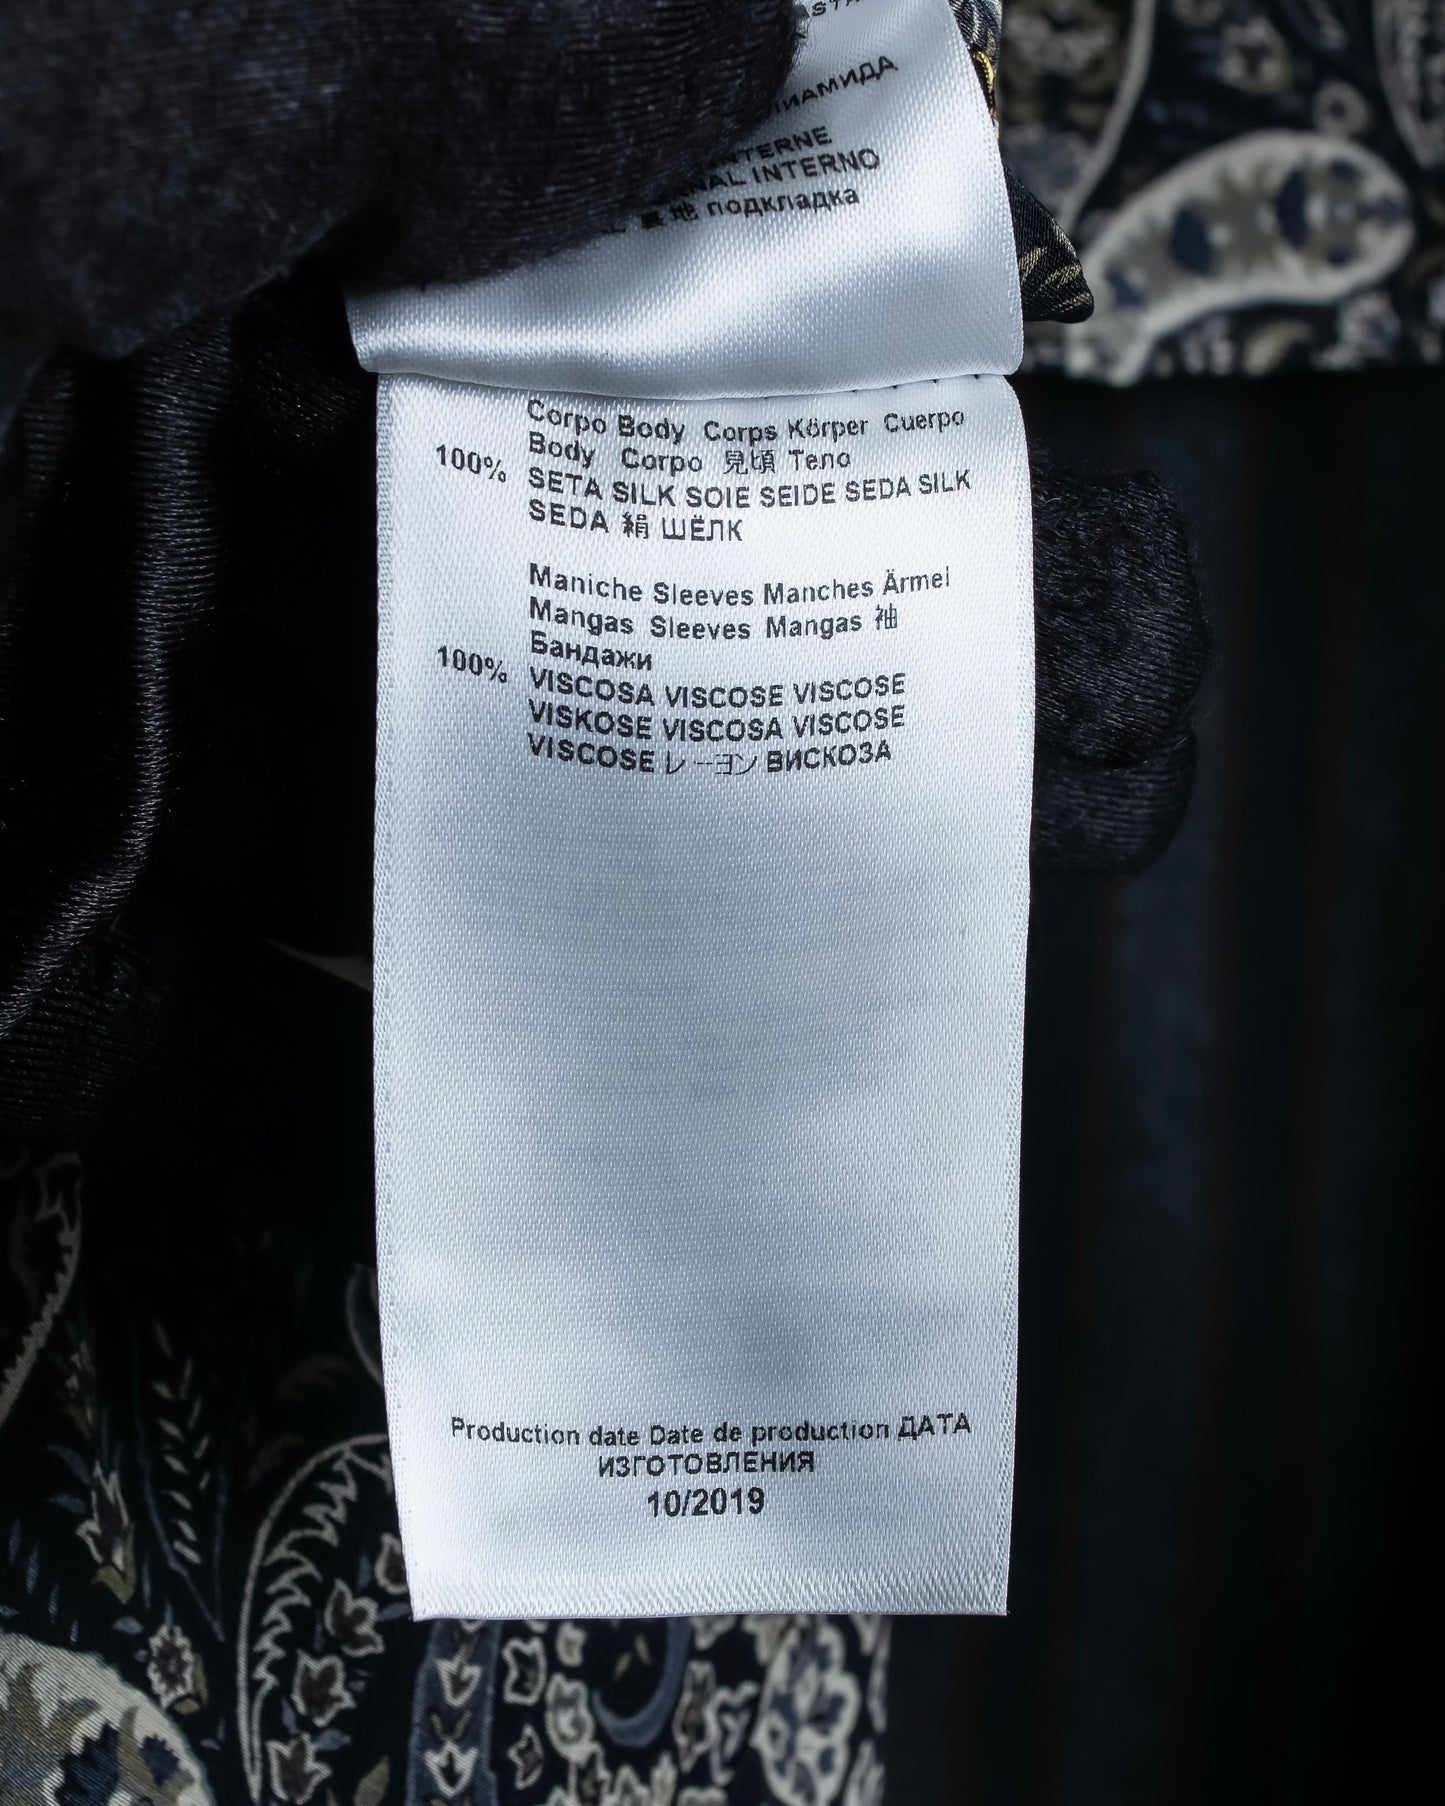 INTERNO
подкладка
Corpo Body Corps Körper Cuerpo
Body Corpo 見頃 Teno
100% SETA SILK SOIE SEIDE SEDA SILK
SEDA 絹 ШЁЛК
Maniche Sleeves Manches Ärmel
Mangas Sleeves Mangas 袖
Бандажи
100% VISCOSA VISCOSE VISCOSE
VISKOSE VISCOSA VISCOSE
VISCOSE レーヨン ВИСКОЗА
Production date Date de production ДАТА
ИЗГОТОВЛЕНИЯ
10/2019